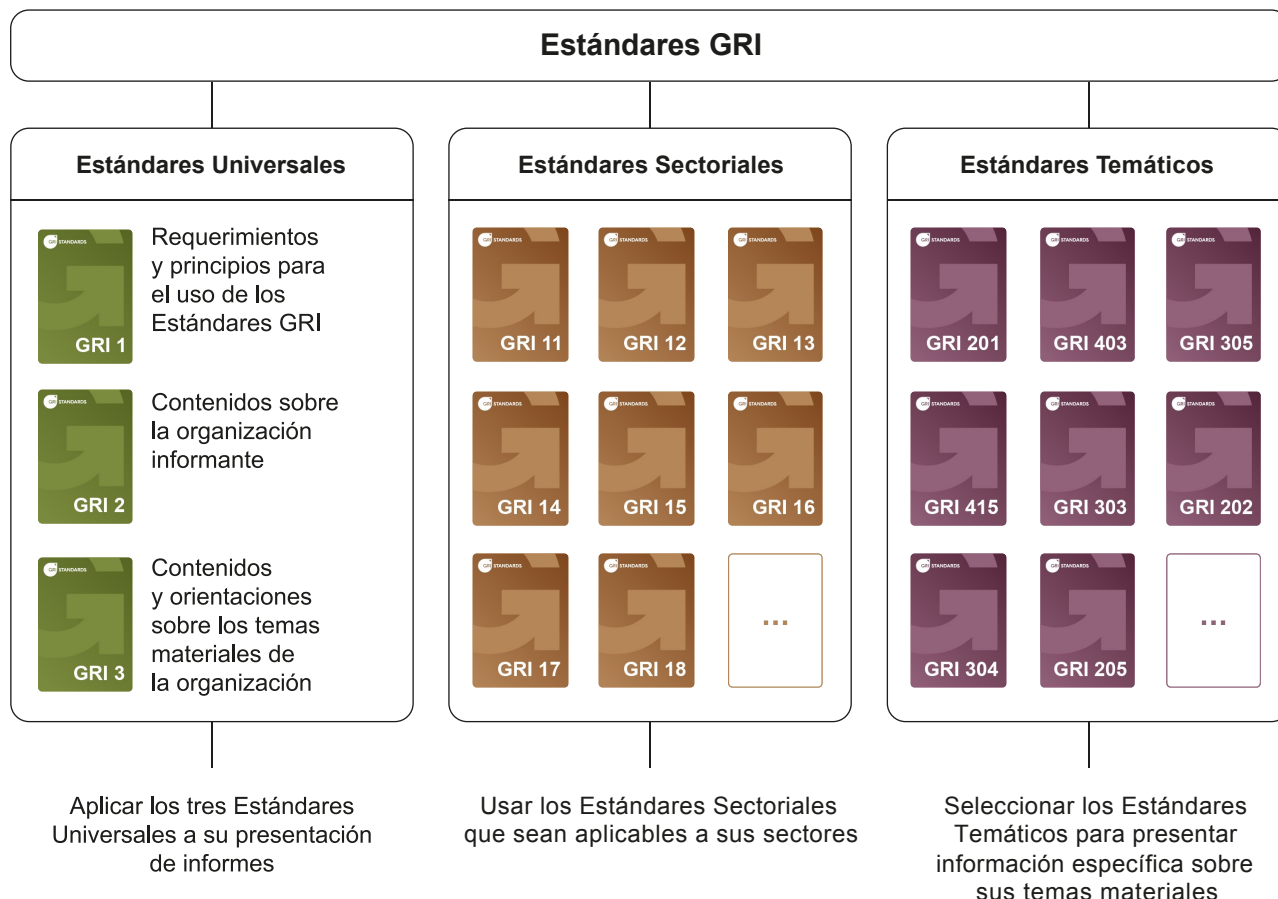 Estándares GRI
Estándares Universales
GRI STANDARDS
GRI 1
Requerimientos
y principios para
el uso de los
Estándares GRI
GRI STANDARDS
GRI 2
Contenidos sobre
la organización
informante
GRI STANDARDS
GRI 3
Contenidos
y orientaciones
sobre los temas
materiales de
la organización
Aplicar los tres Estándares
Universales a su presentación
de informes
Estándares Sectoriales
GRI STANDARDS
GRI 11
GRI STANDARDS
GRI 12
GRI STANDARDS
GRI 13
GRI STANDARDS
GRI 14
GRI STANDARDS
GRI 15
GRI STANDARDS
GRI 16
GRI STANDARDS
GRI 17
GRI STANDARDS
GRI 18
...
Usar los Estándares Sectoriales
que sean aplicables a sus sectores
Estándares Temáticos
GRI STANDARDS
GRI 201
GRI STANDARDS
GRI 403
GRI STANDARDS
GRI 305
GRI STANDARDS
GRI 415
GRI STANDARDS
GRI 303
GRI STANDARDS
GRI 202
GRI STANDARDS
GRI 304
GRI STANDARDS
GRI 205
...
Seleccionar los Estándares
Temáticos para presentar
información específica sobre
sus temas materiales